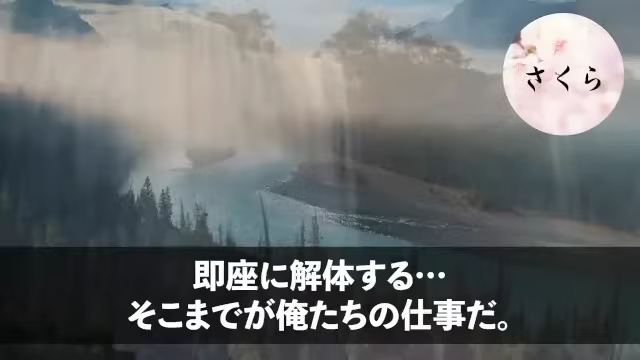 さくら
即座に解体する…
そこまでが俺たちの仕事だ。